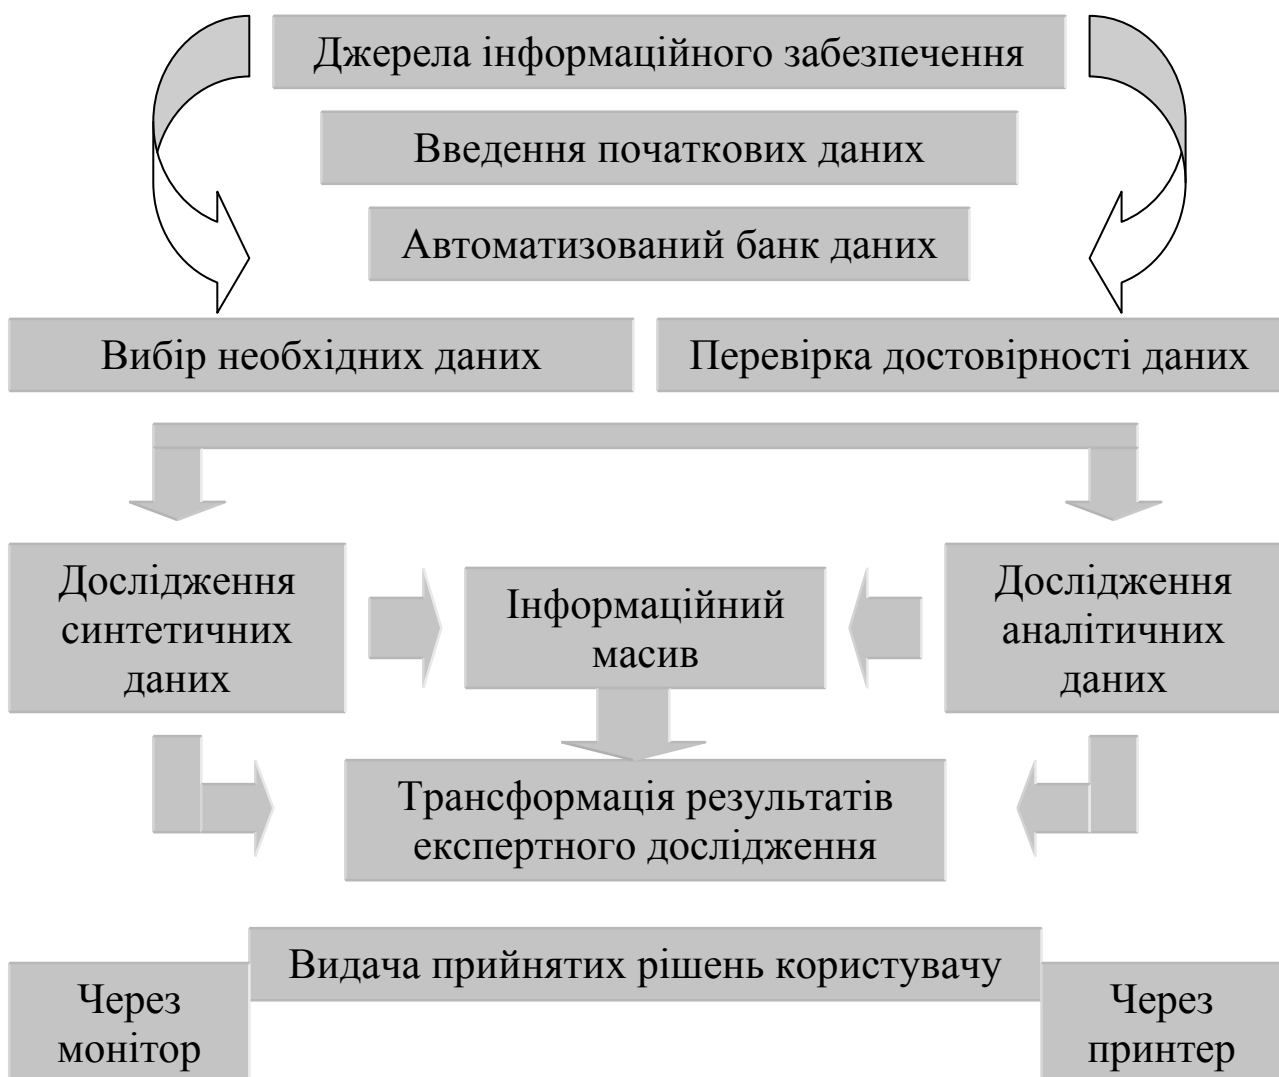 Джерела інформаційного забезпечення
Введення початкових даних
Автоматизований банк даних
Вибір необхідних даних
Перевірка достовірності даних
Дослідження
синтетичних
даних
Інформаційний
масив
Дослідження
аналітичних
даних
Трансформація результатів
експертного дослідження
Видача прийнятих рішень користувачу
Через
монітор
Через
принтер